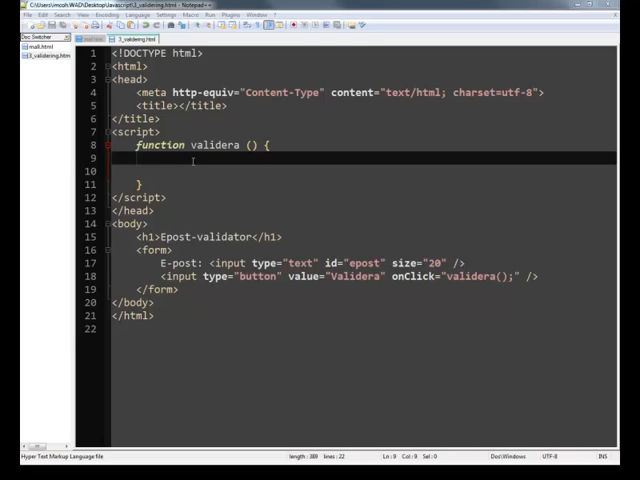 C:\Users\imooh.WAD\Desktop\Javascript\3_validering.html - Notepad++
File Edit Search View Encoding Language Settings Macro Run Plugins Window ?
Doc Switcher
mall.html
3_validering.htm
mall.html
3_validering.html
1 <!DOCTYPE html>
2 <html>
3 <head>
4 <meta http-equiv="Content-Type" content="text/html; charset=utf-8">
5 <title></title>
6 </title>
7 <script>
8 function validera () {
9
10
11 }
12 </script>
13 </head>
14 <body>
15 <h1>Epost-validator</h1>
16 <form>
17 E-post: <input type="text" id="epost" size="20" />
18 <input type="button" value="Validera" onClick="validera();" />
19 </form>
20 </body>
21 </html>
22
Hyper Text Markup Language file
length : 389 lines : 22
Ln : 9 Col : 9 Sel : 0
Dos\Windows
UTF-8
INS